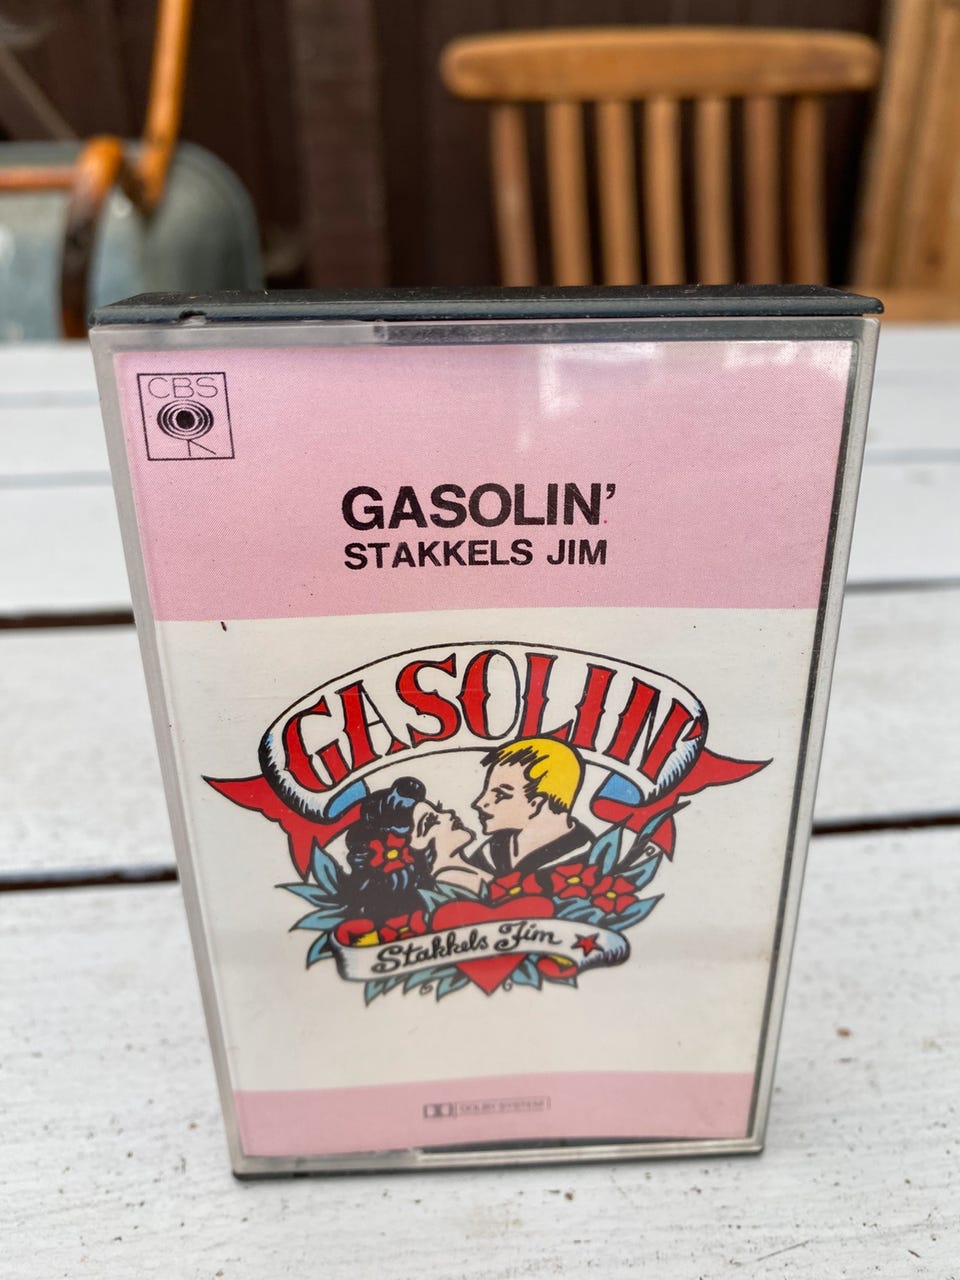 CBS
GASOLIN’
STAKKELS JIM
GASOLIN’
Stakkels Jim
DOLBY SYSTEM